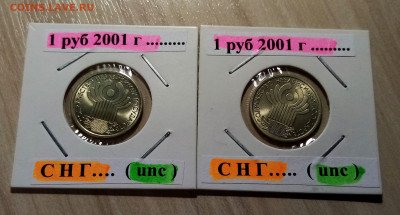 COINS.LAVE.RU
1 руб 2001 г .........
1 руб 2001 г .........
С Н Г.... ( unc )
С Н Г..... ( unc )